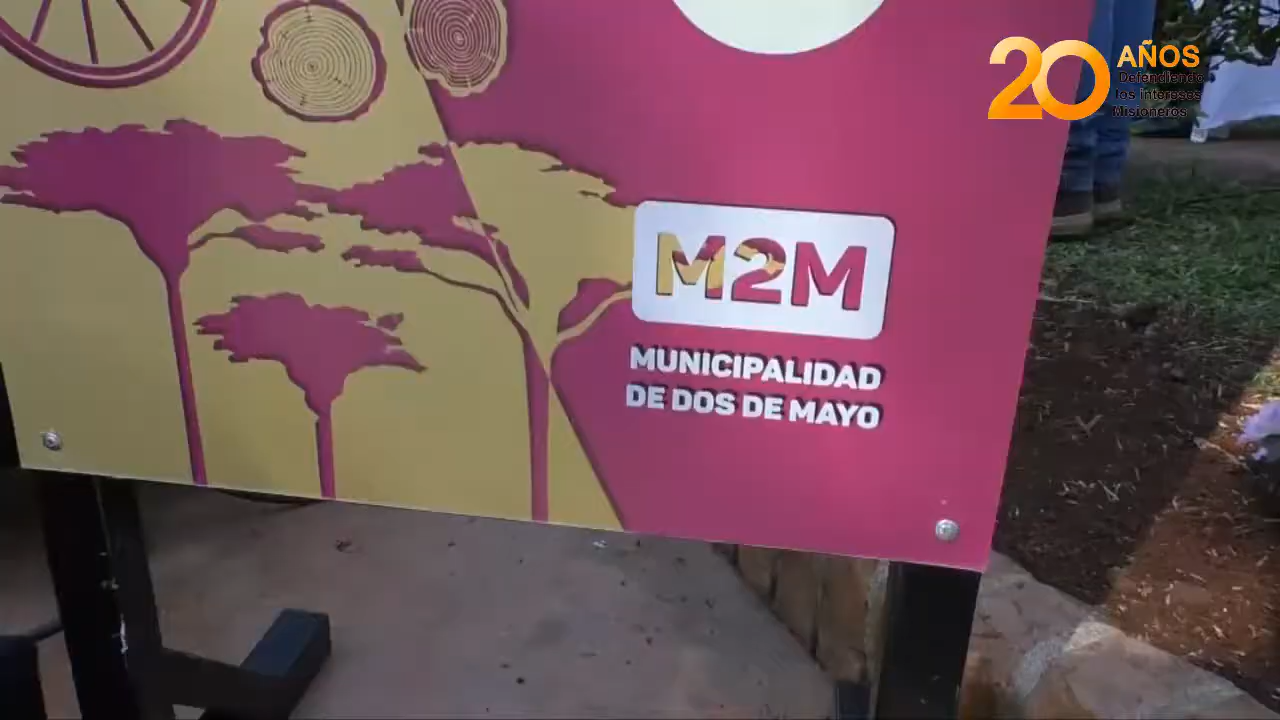 20 AÑOS
Defendiendo
los intereses
Misioneros
M2M
MUNICIPALIDAD
DE DOS DE MAYO